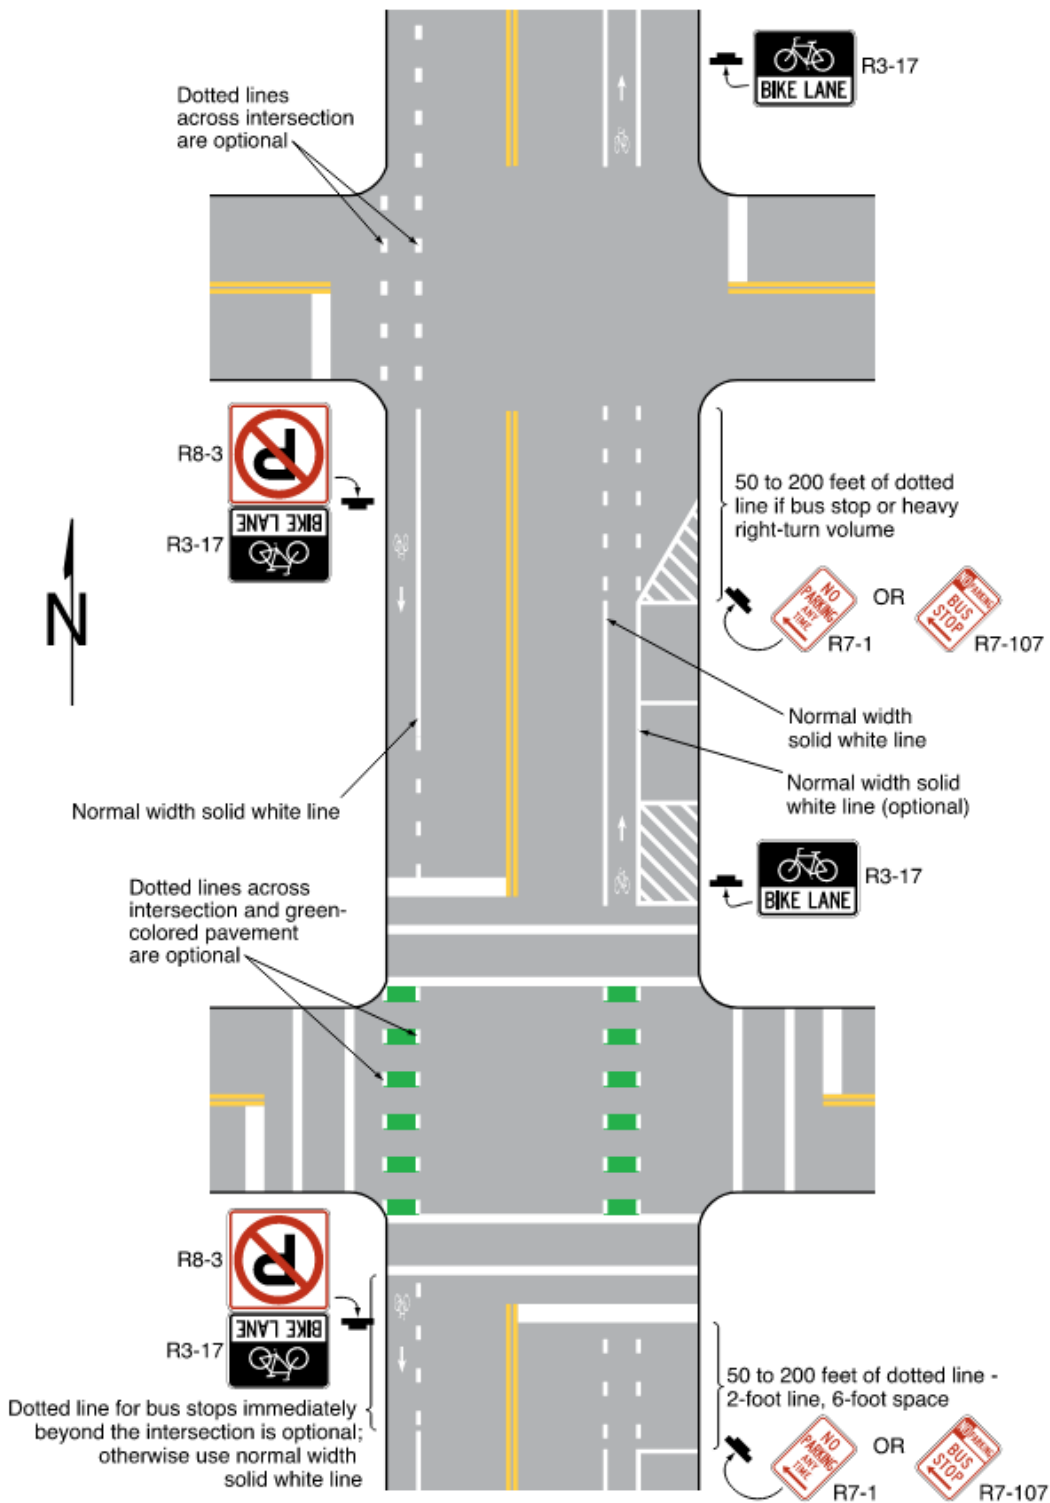 BIKE LANE
R3-17
Dotted lines
across intersection
are optional
R8-3
P
BIKE LANE
R3-17
N
50 to 200 feet of dotted
line if bus stop or heavy
right-turn volume
NO
PARKING
ANY
TIME
R7-1
OR
NO PARKING
BUS
STOP
R7-107
Normal width
solid white line
Normal width solid
white line (optional)
Normal width solid white line
BIKE LANE
R3-17
Dotted lines across
intersection and green-
colored pavement
are optional
R8-3
P
BIKE LANE
R3-17
Dotted line for bus stops immediately
beyond the intersection is optional;
otherwise use normal width
solid white line
50 to 200 feet of dotted line -
2-foot line, 6-foot space
NO
PARKING
ANY
TIME
R7-1
OR
NO PARKING
BUS
STOP
R7-107